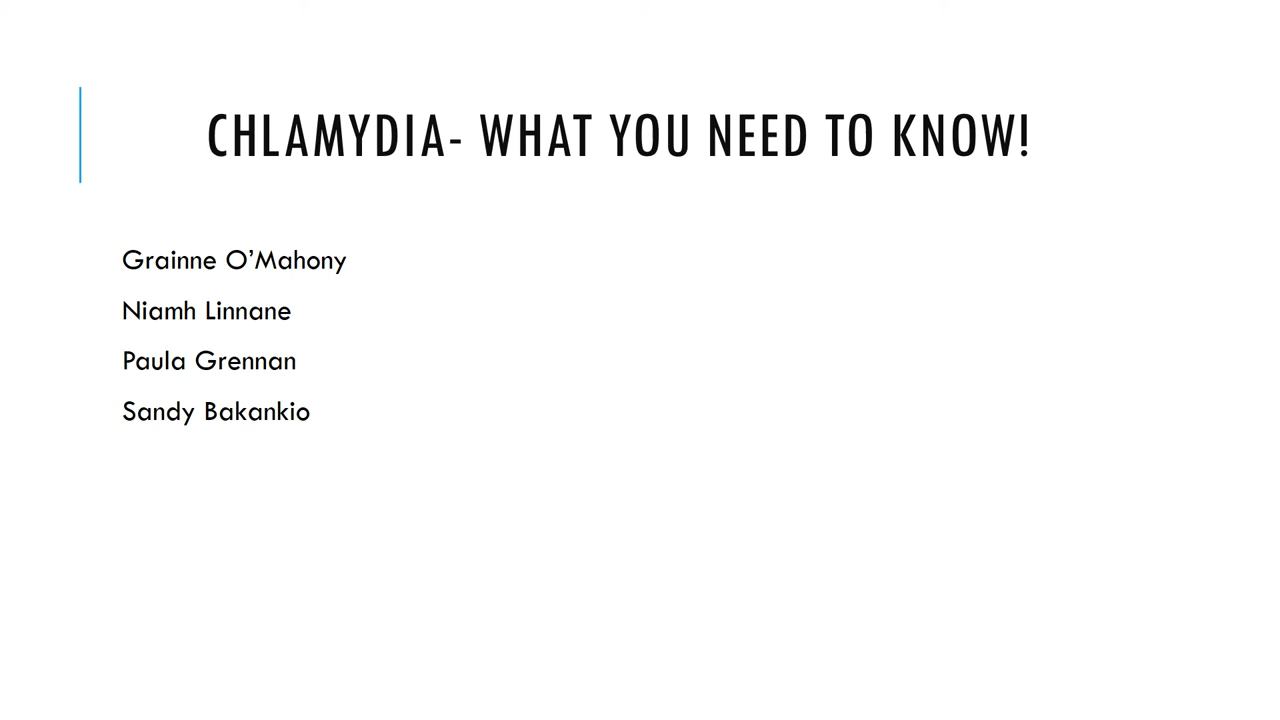 CHLAMYDIA- WHAT YOU NEED TO KNOW!
Grainne O’Mahony
Niamh Linnane
Paula Grennan
Sandy Bakankio